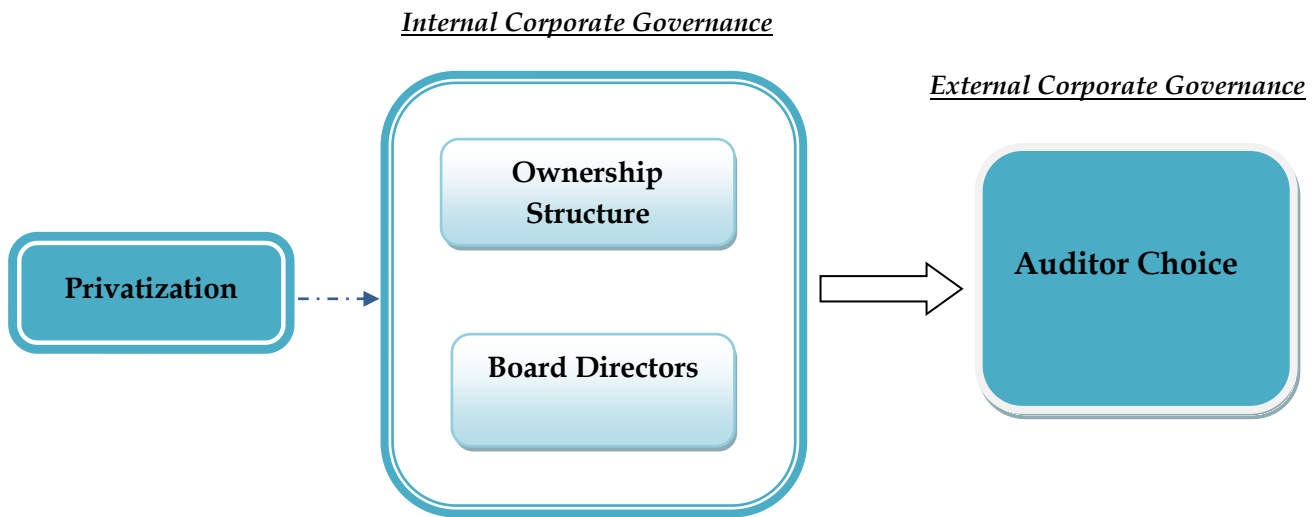 Internal Corporate Governance
External Corporate Governance
Ownership
Structure
Auditor Choice
Privatization
Board Directors